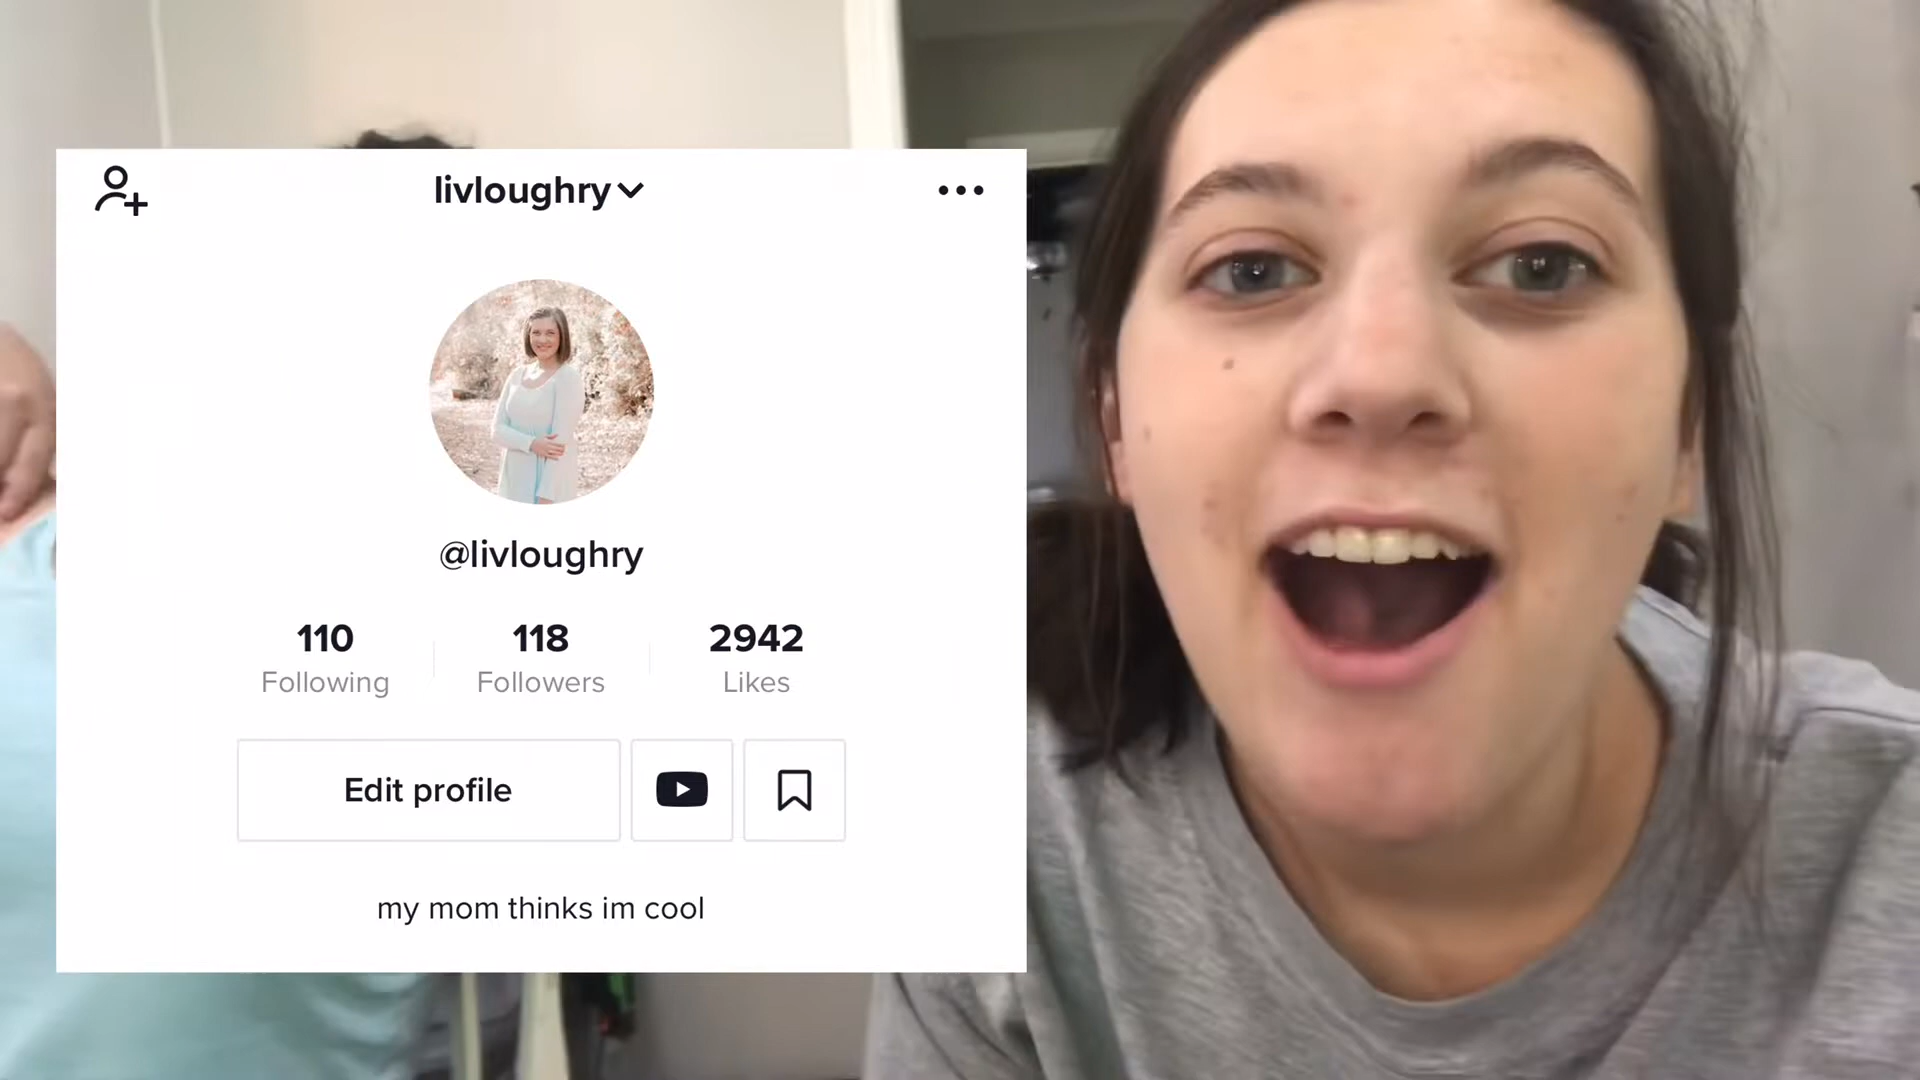 livloughry
@livloughry
110 118 2942
Following Followers Likes
Edit profile
my mom thinks im cool